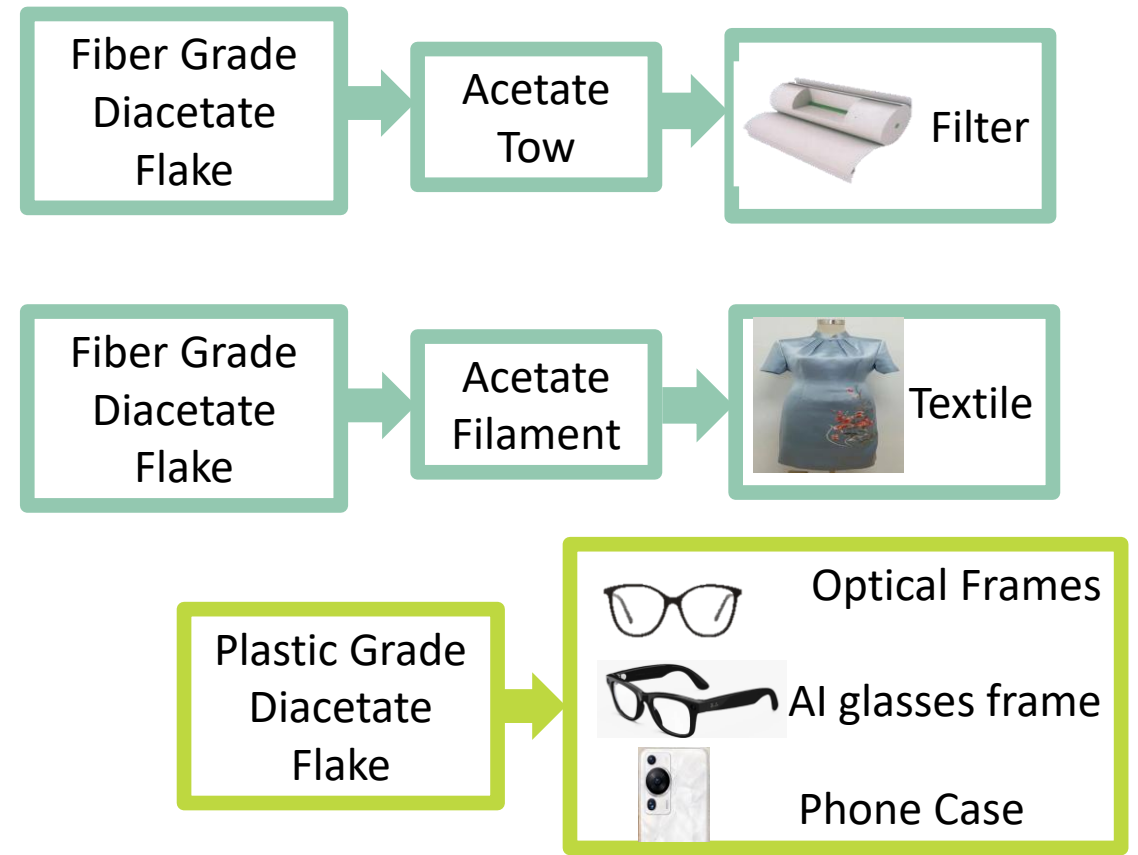 Fiber Grade
Diacetate
Flake
Acetate
Tow
Filter
Fiber Grade
Diacetate
Flake
Acetate
Filament
Textile
Plastic Grade
Diacetate
Flake
Optical Frames
AI glasses frame
Phone Case